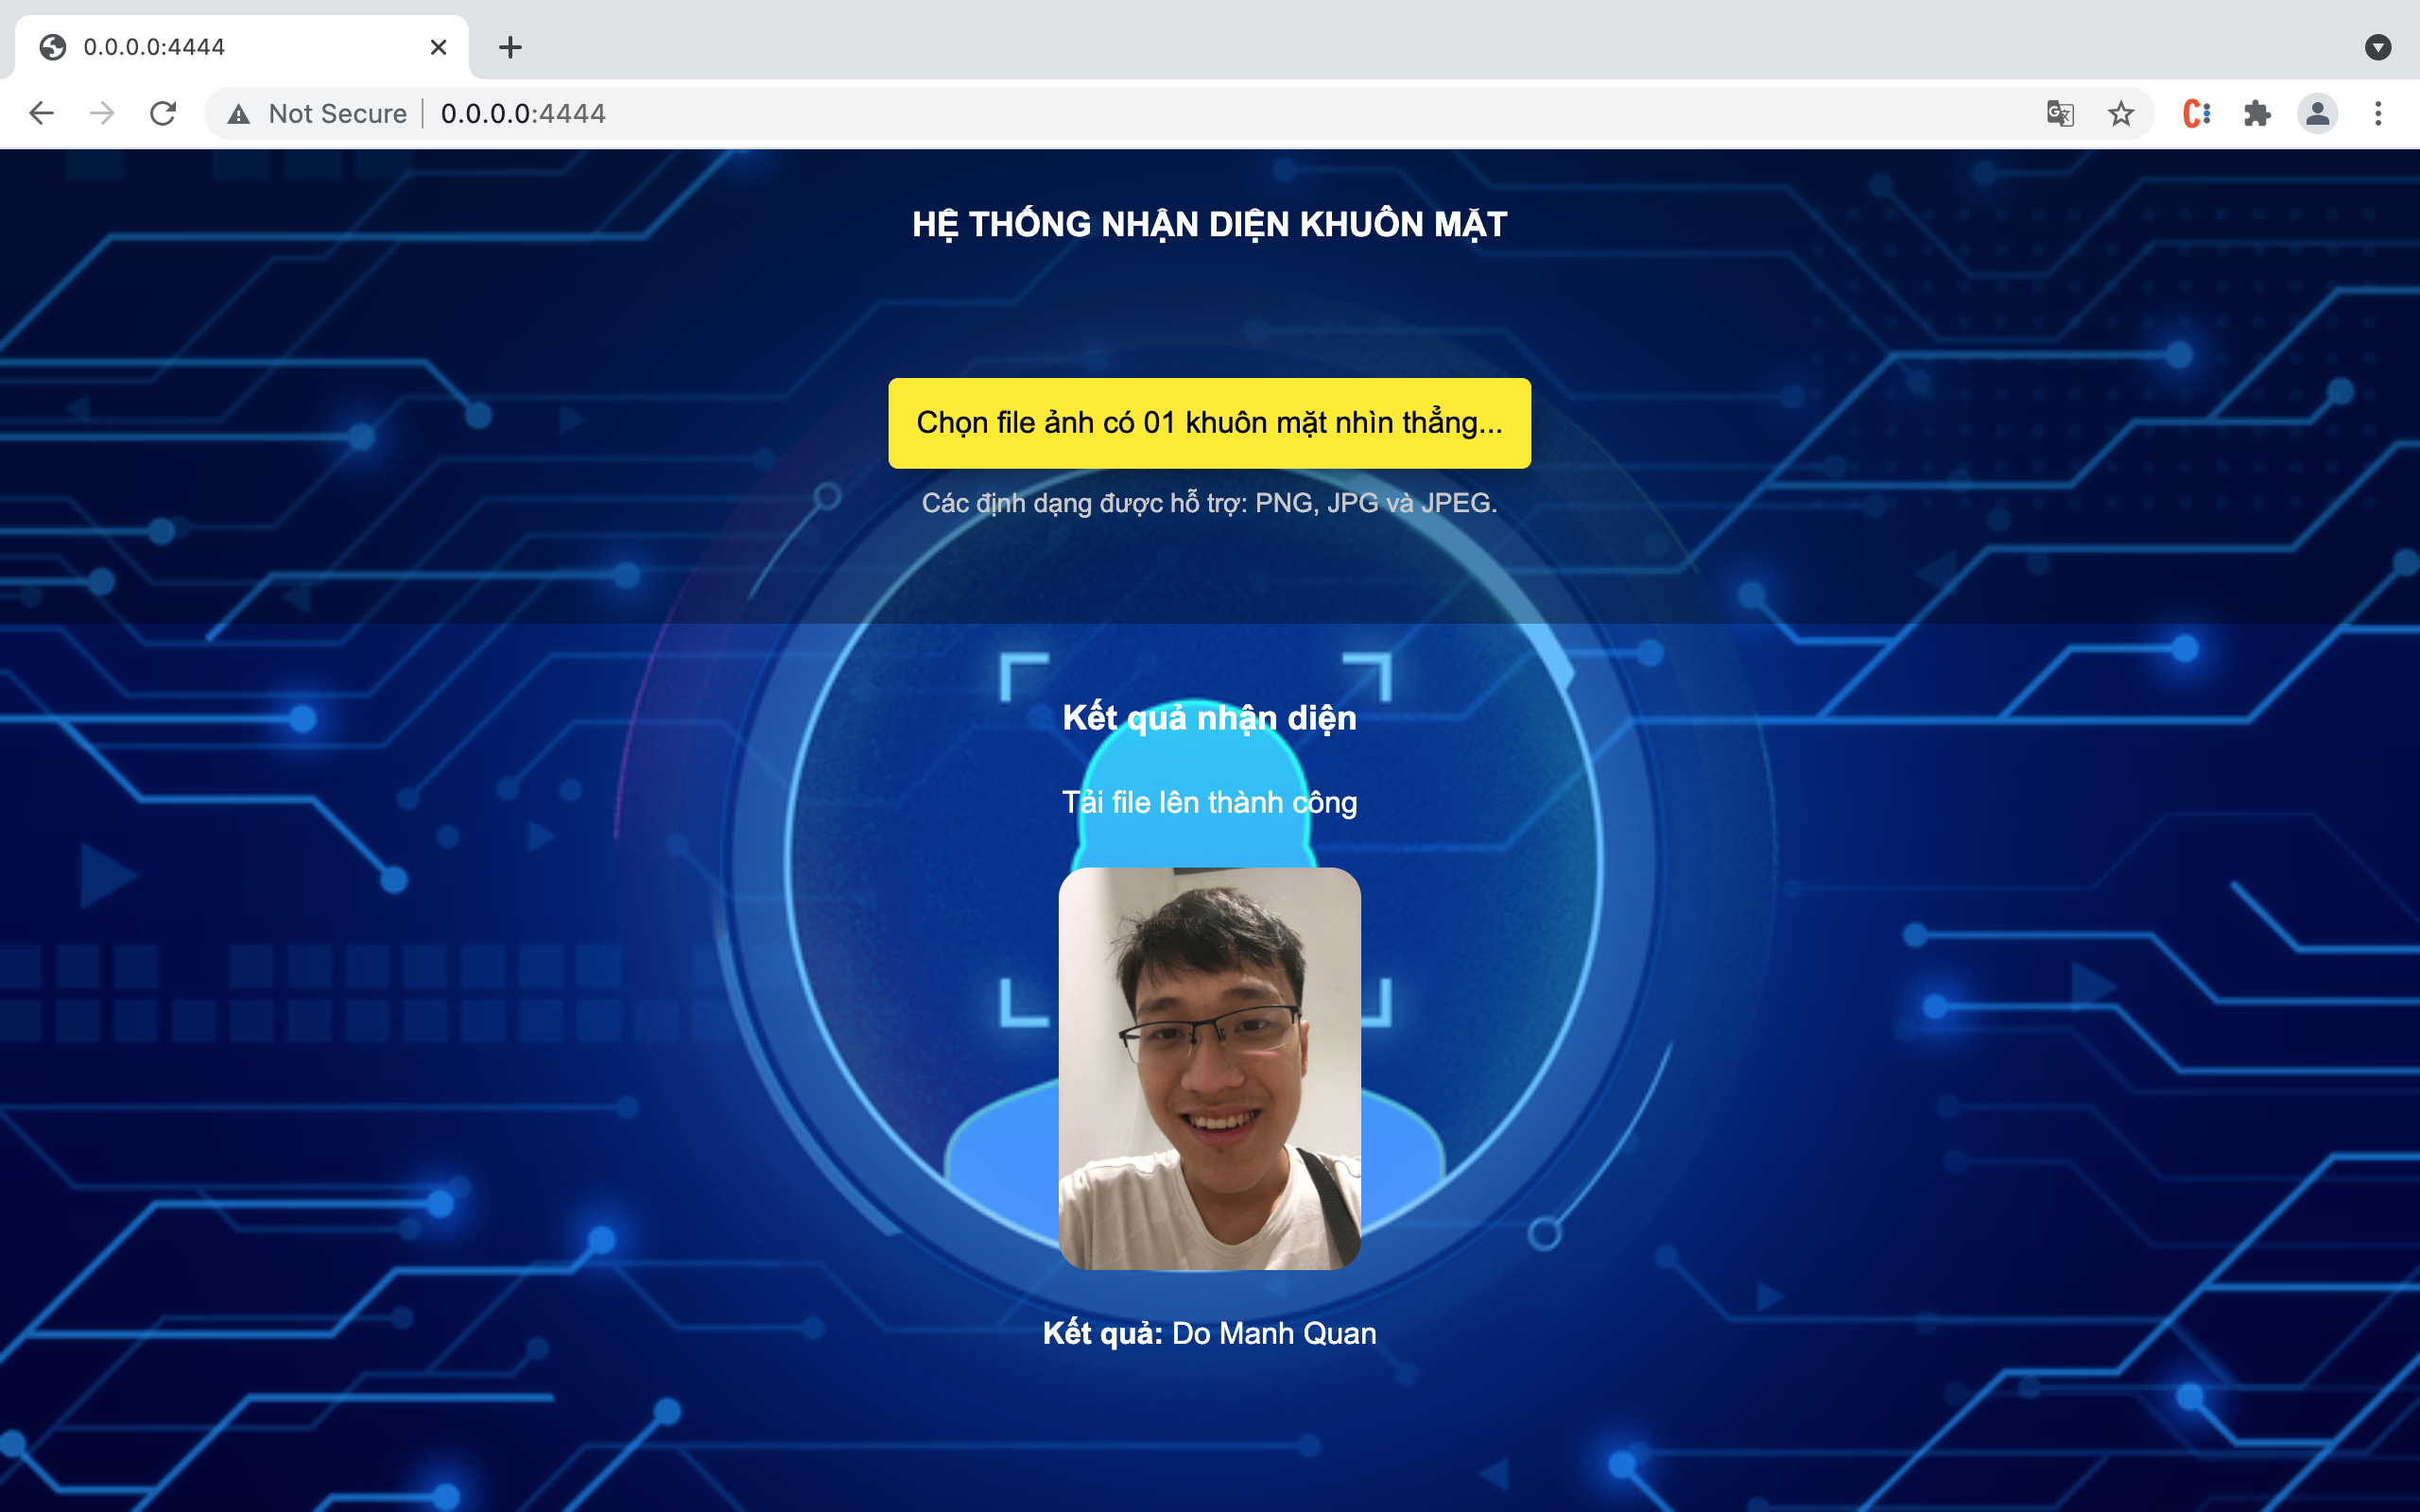 0.0.0.0:4444
Not Secure | 0.0.0.0:4444
HỆ THỐNG NHẬN DIỆN KHUÔN MẶT
Chọn file ảnh có 01 khuôn mặt nhìn thẳng...
Các định dạng được hỗ trợ: PNG, JPG và JPEG.
Kết quả nhận diện
Tải file lên thành công
Kết quả: Do Manh Quan